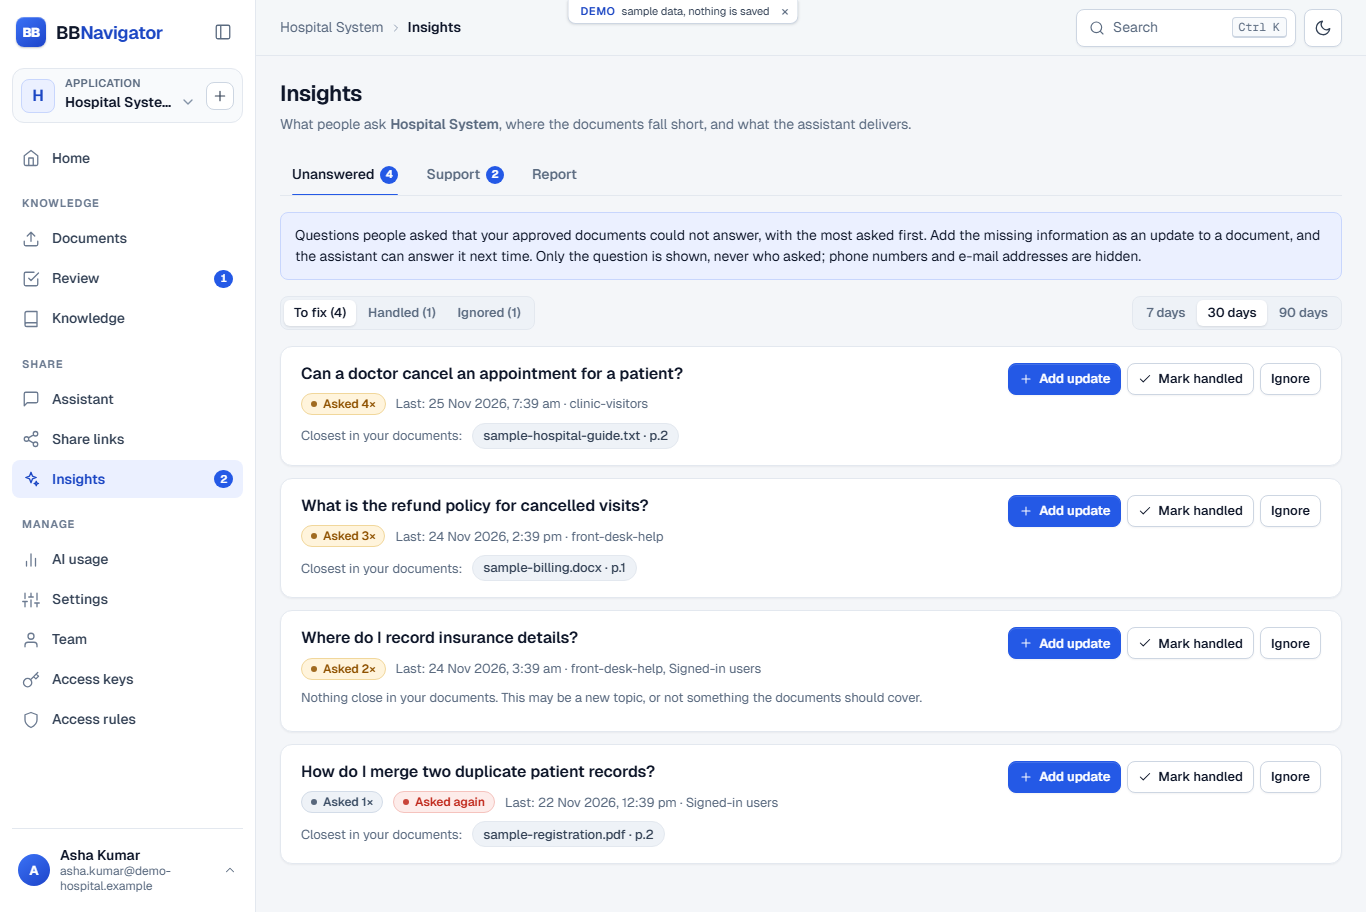 BB BBNavigator
APPLICATION
H Hospital Syste...
Home
KNOWLEDGE
Documents
Review 1
Knowledge
SHARE
Assistant
Share links
Insights 2
MANAGE
AI usage
Settings
Team
Access keys
Access rules
A
Asha Kumar
asha.kumar@demo-
hospital.example
Hospital System › Insights
DEMO sample data, nothing is saved ×
Search Ctrl K
Insights
What people ask Hospital System, where the documents fall short, and what the assistant delivers.
Unanswered 4 Support 2 Report
Questions people asked that your approved documents could not answer, with the most asked first. Add the missing information as an update to a document, and
the assistant can answer it next time. Only the question is shown, never who asked; phone numbers and e-mail addresses are hidden.
To fix (4) Handled (1) Ignored (1) 7 days 30 days 90 days
Can a doctor cancel an appointment for a patient? + Add update Mark handled Ignore
Asked 4× Last: 25 Nov 2026, 7:39 am · clinic-visitors
Closest in your documents: sample-hospital-guide.txt · p.2
What is the refund policy for cancelled visits? + Add update Mark handled Ignore
Asked 3× Last: 24 Nov 2026, 2:39 pm · front-desk-help
Closest in your documents: sample-billing.docx · p.1
Where do I record insurance details? + Add update Mark handled Ignore
Asked 2× Last: 24 Nov 2026, 3:39 am · front-desk-help, Signed-in users
Nothing close in your documents. This may be a new topic, or not something the documents should cover.
How do I merge two duplicate patient records? + Add update Mark handled Ignore
Asked 1× Asked again Last: 22 Nov 2026, 12:39 pm · Signed-in users
Closest in your documents: sample-registration.pdf · p.2